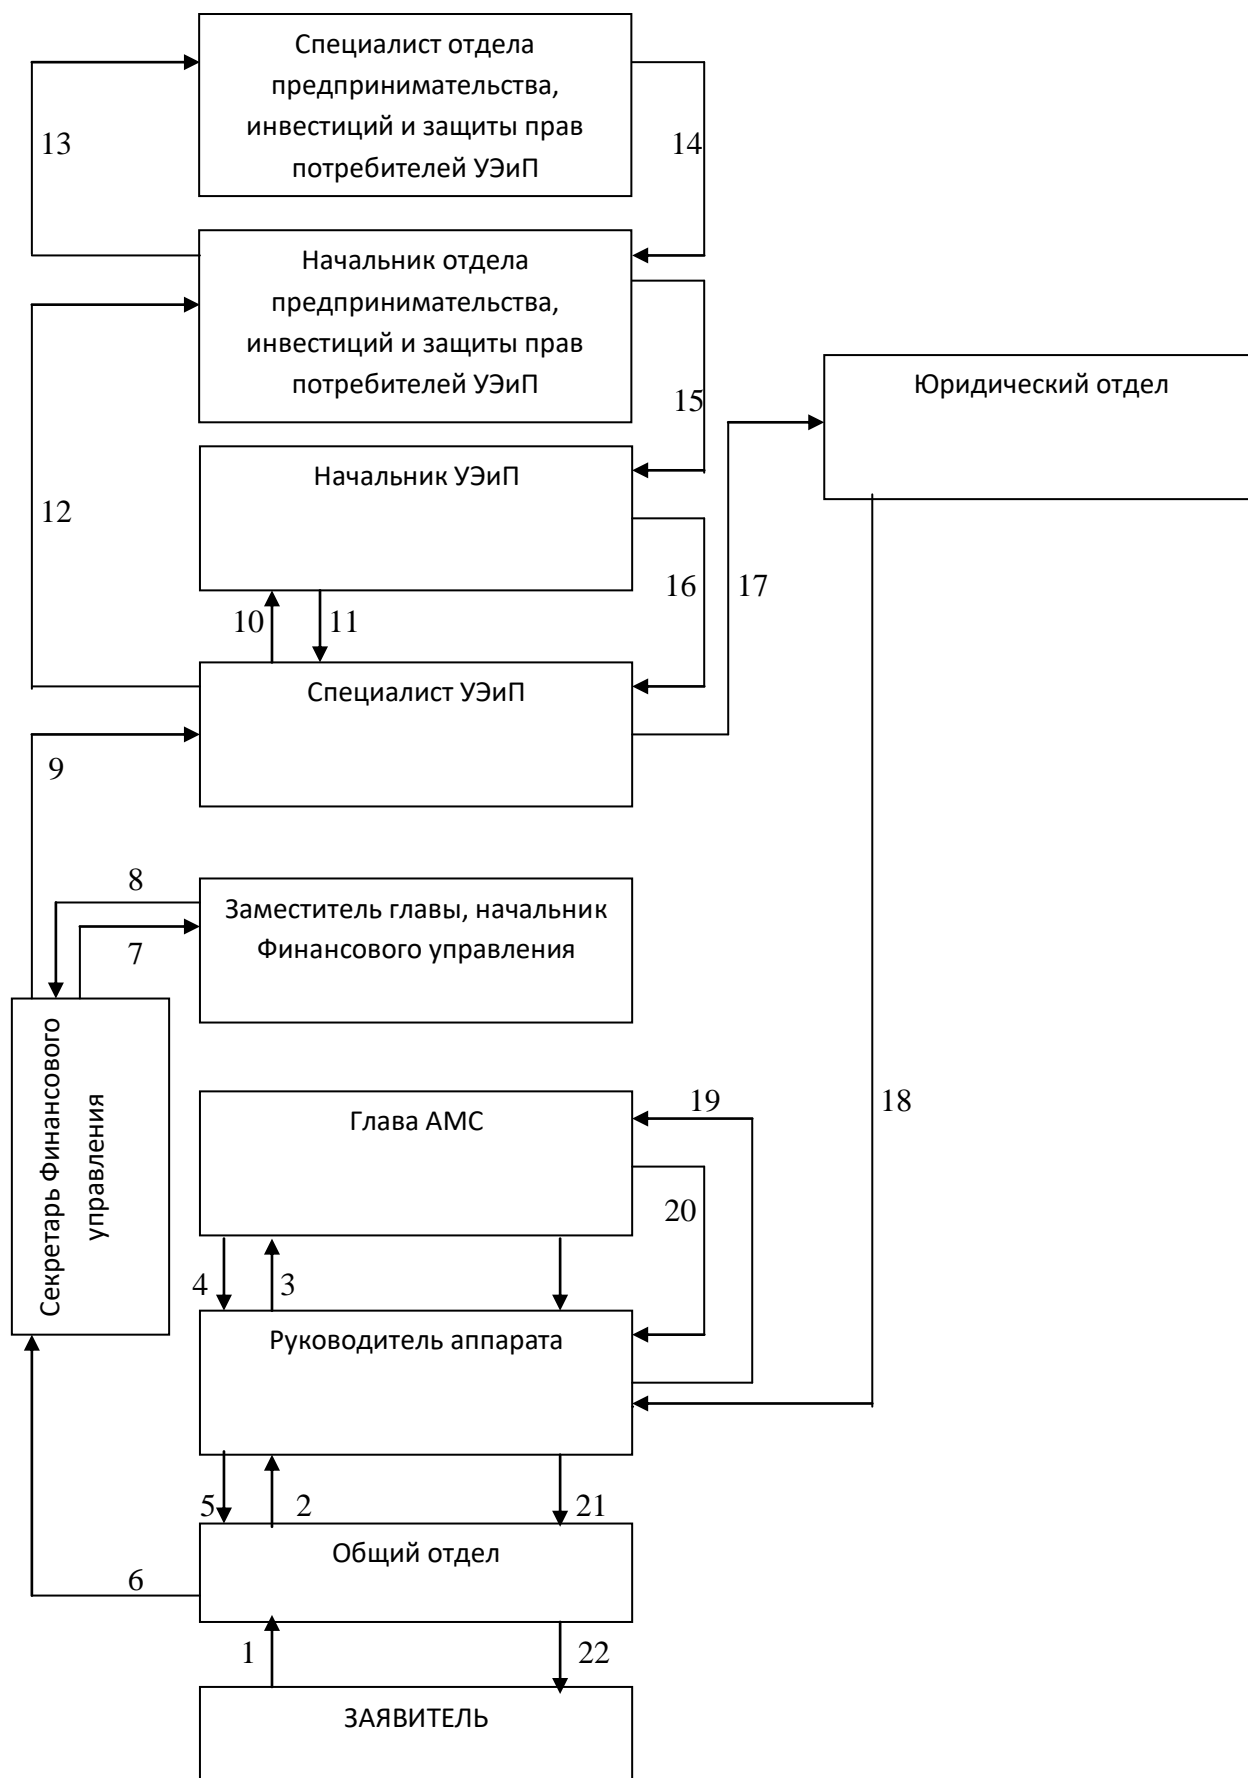 Специалист отдела
предпринимательства,
инвестиций и защиты прав
потребителей УЭиП
13
14
Начальник отдела
предпринимательства,
инвестиций и защиты прав
потребителей УЭиП
Юридический отдел
15
Начальник УЭиП
12
16
17
10
11
Специалист УЭиП
9
8
Заместитель главы, начальник
Финансового управления
7
Секретарь Финансового
управления
19
18
Глава АМС
20
4
3
Руководитель аппарата
5
2
21
Общий отдел
6
1
22
ЗАЯВИТЕЛЬ